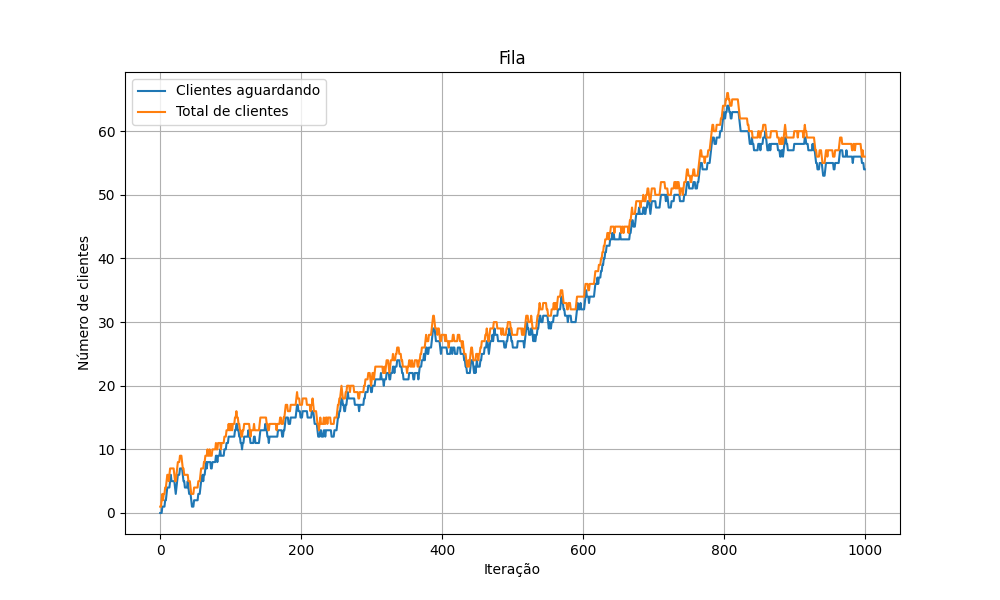 Fila
Clientes aguardando
Total de clientes
Número de clientes
60
50
40
30
20
10
0
0 200 400 600 800 1000
Iteração